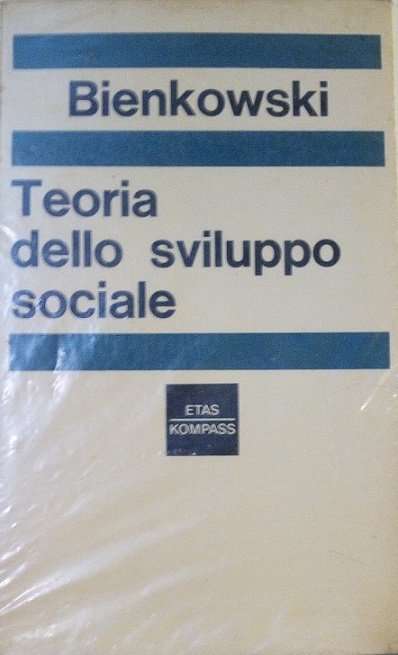 Bienkowski
Teoria
dello sviluppo
sociale
ETAS
KOMPASS